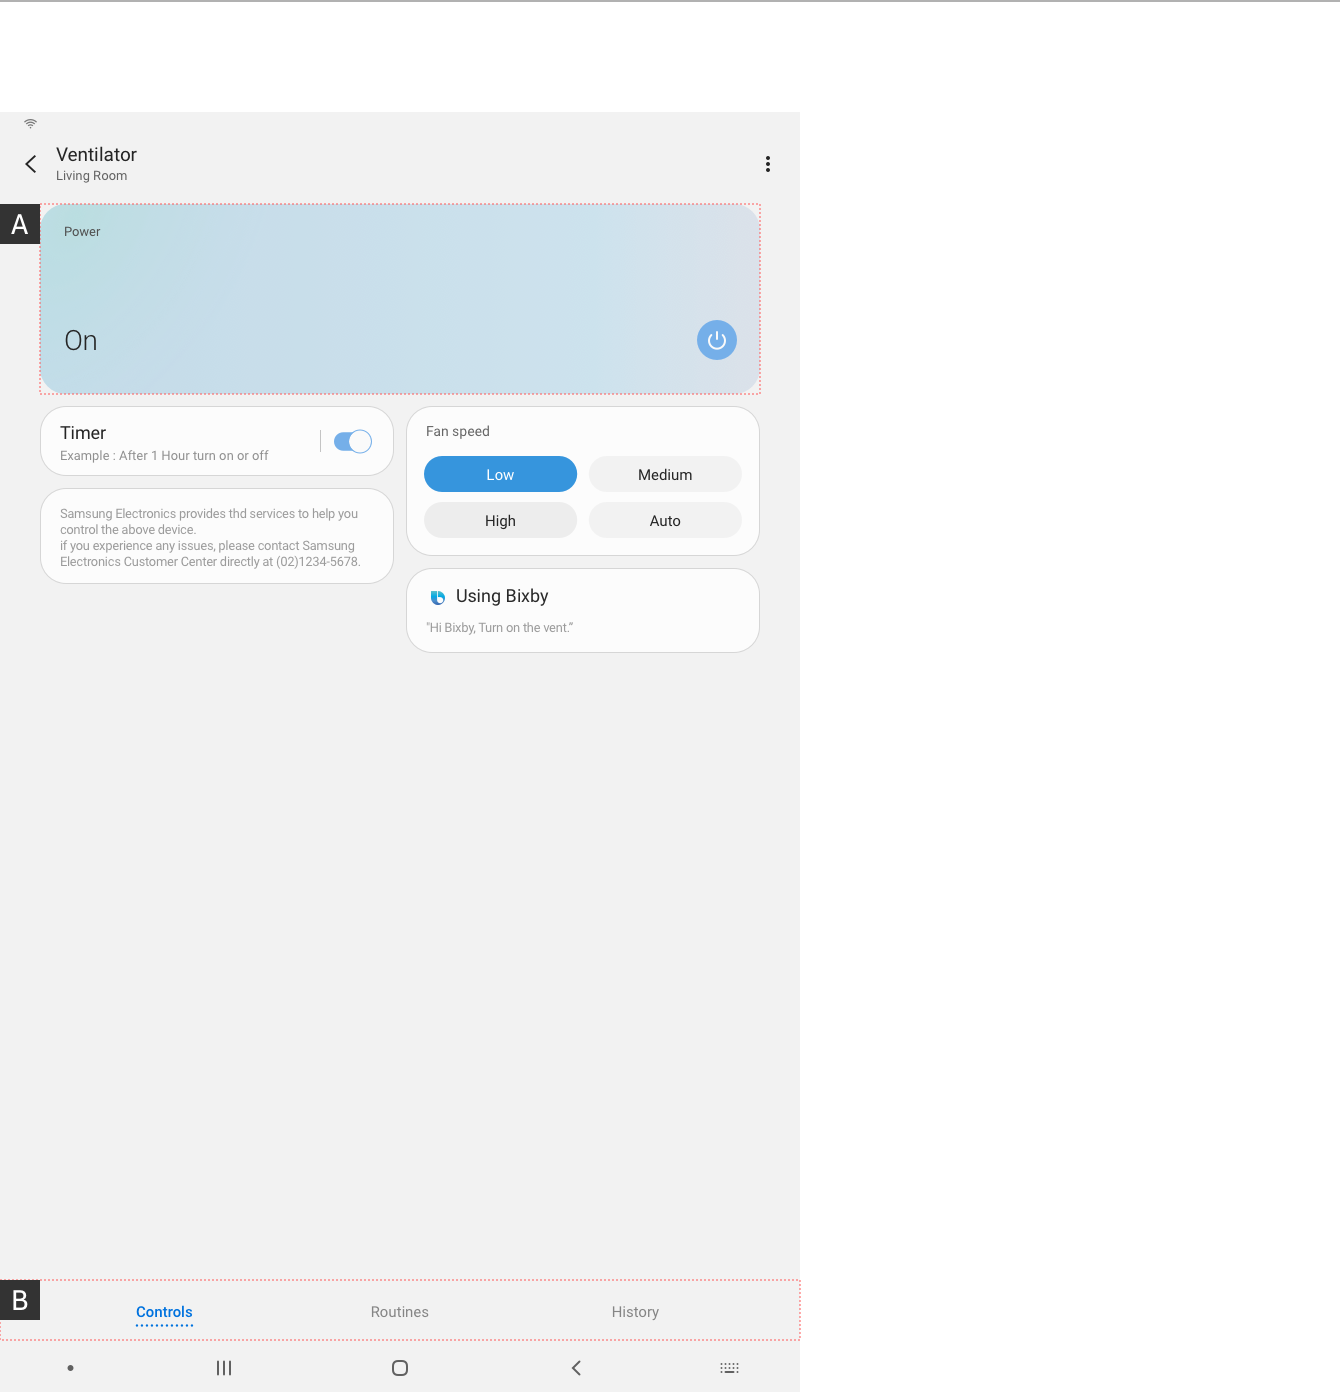 Ventilator
Living Room
A
Power
On
Timer
Example : After 1 Hour turn on or off
Samsung Electronics provides thd services to help you
control the above device.
if you experience any issues, please contact Samsung
Electronics Customer Center directly at (02)1234-5678.
Fan speed
Low
Medium
High
Auto
Using Bixby
"Hi Bixby, Turn on the vent."
B
Controls
Routines
History